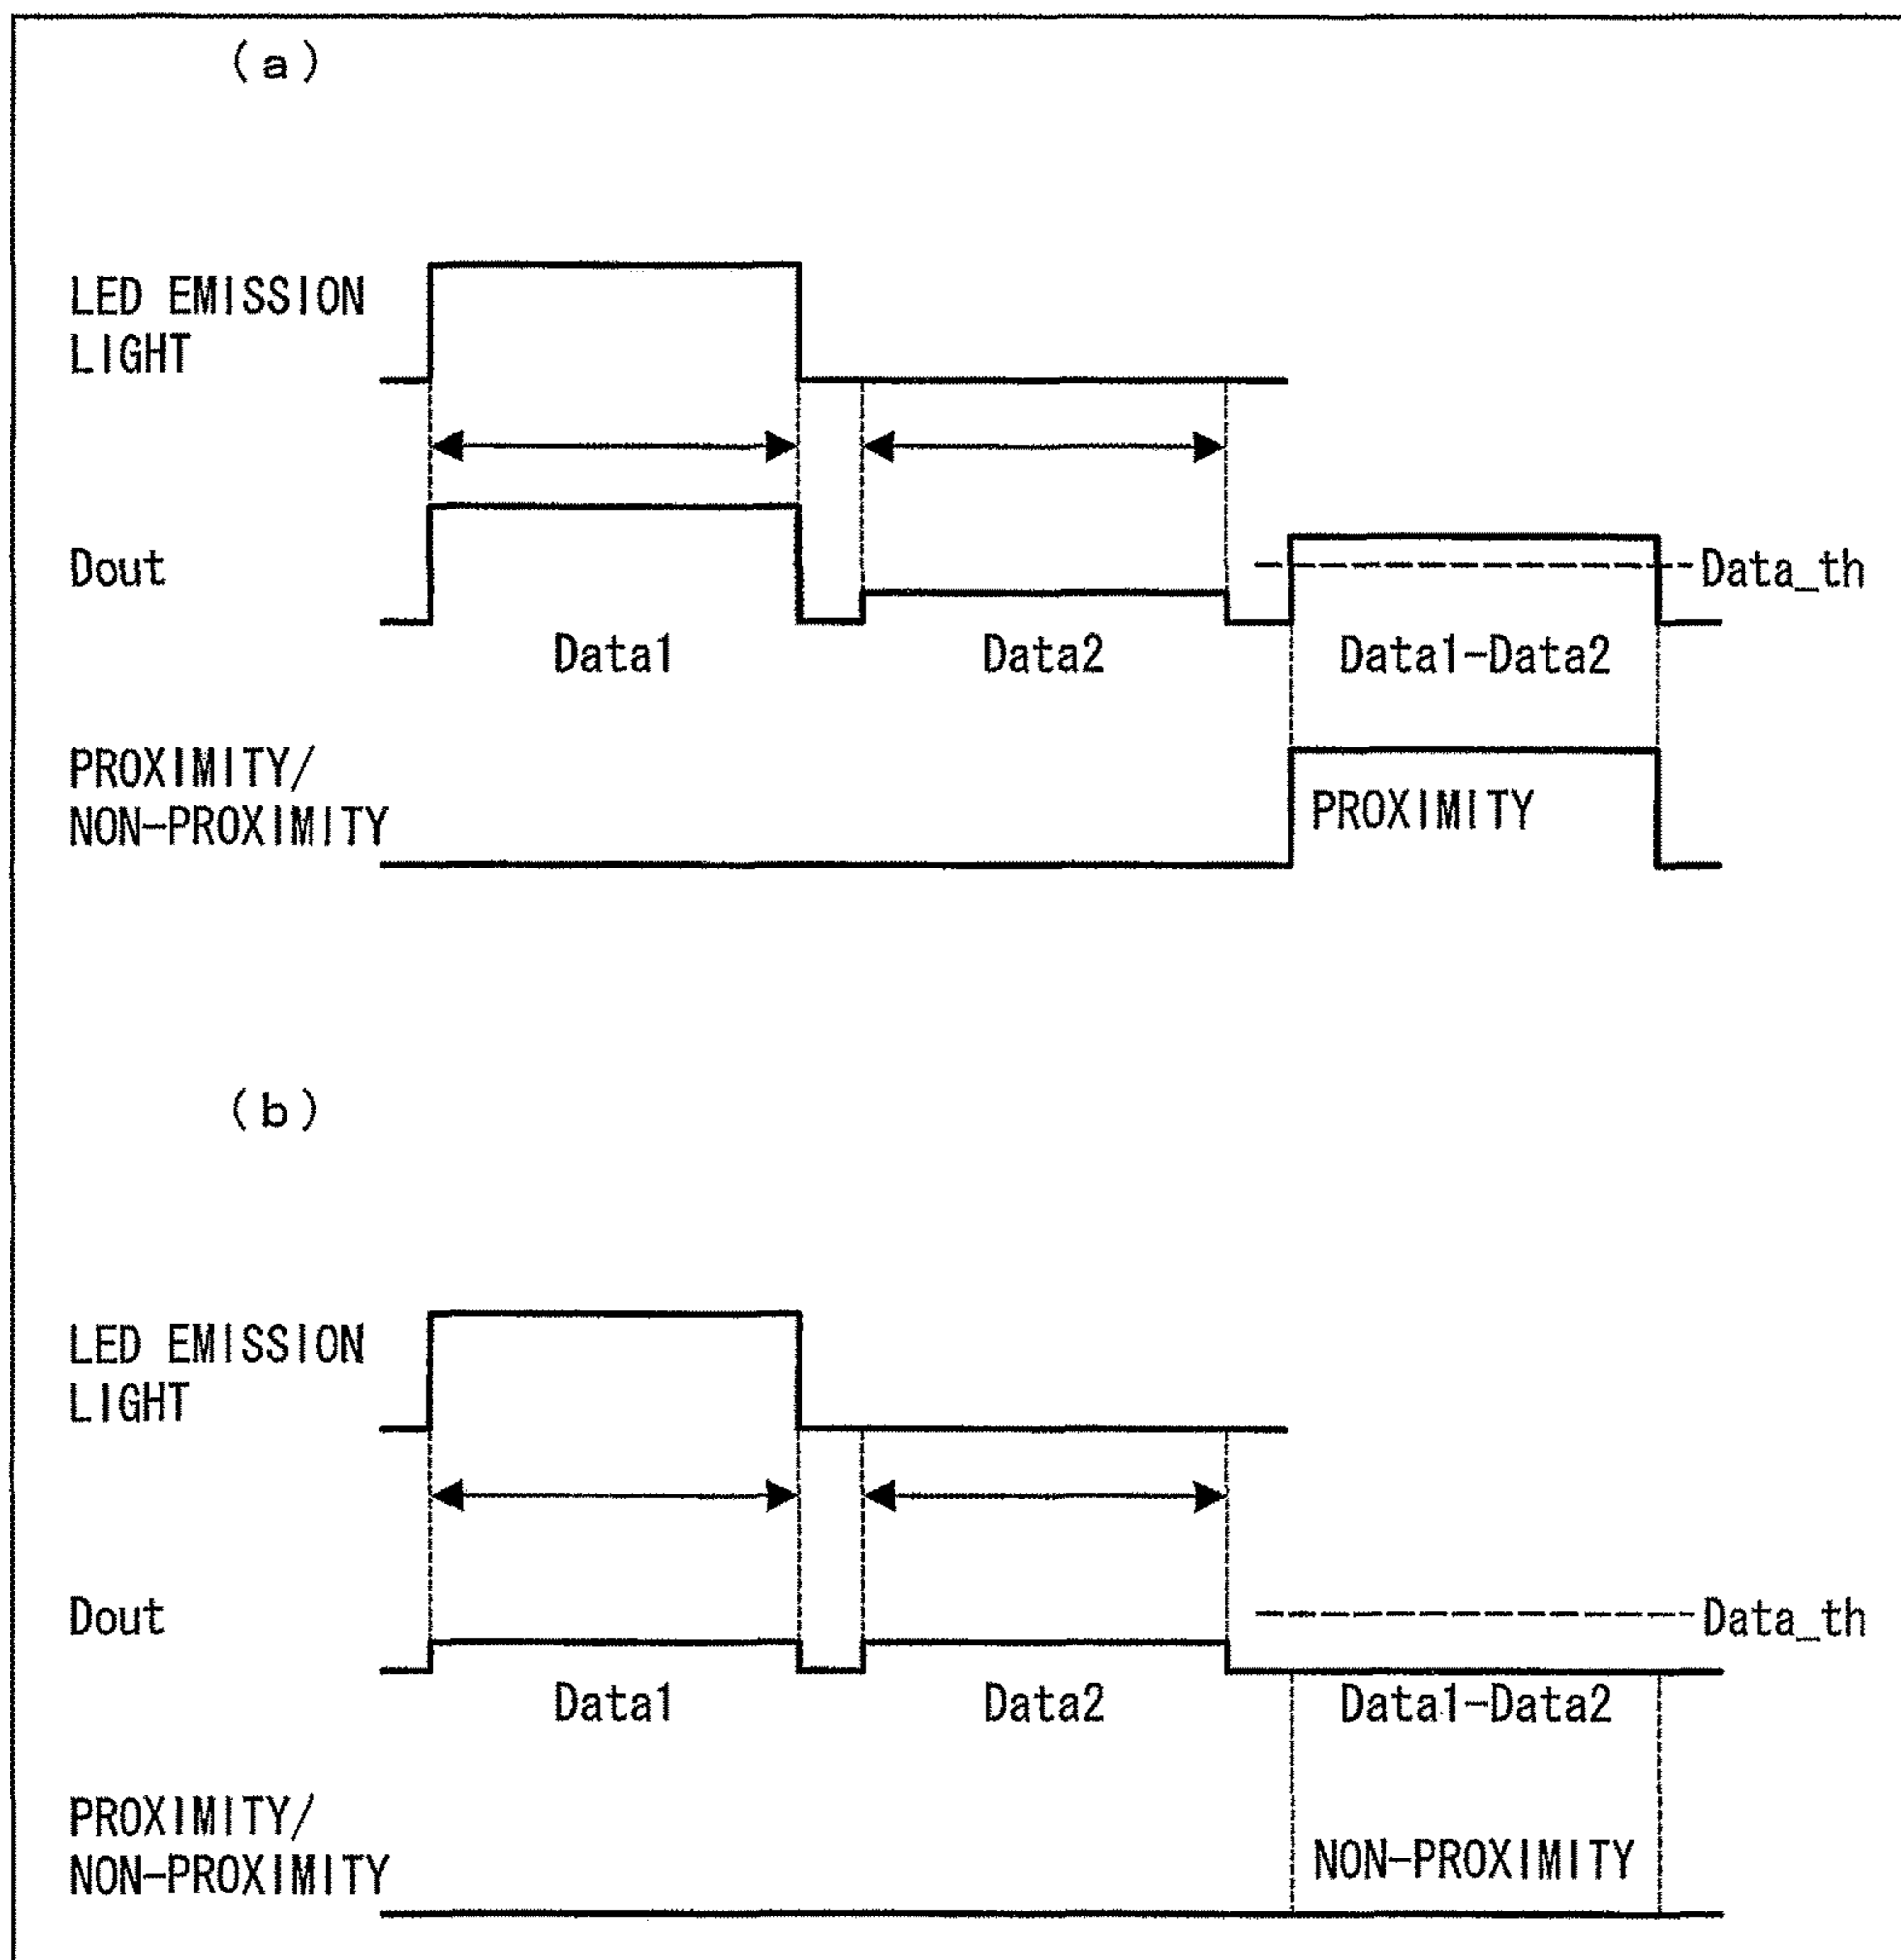 (a)
LED EMISSION
LIGHT
Dout
Data_th
Data1
Data2
Data1-Data2
PROXIMITY/
NON-PROXIMITY
PROXIMITY
(b)
LED EMISSION
LIGHT
Dout
Data_th
Data1
Data2
Data1-Data2
PROXIMITY/
NON-PROXIMITY
NON-PROXIMITY